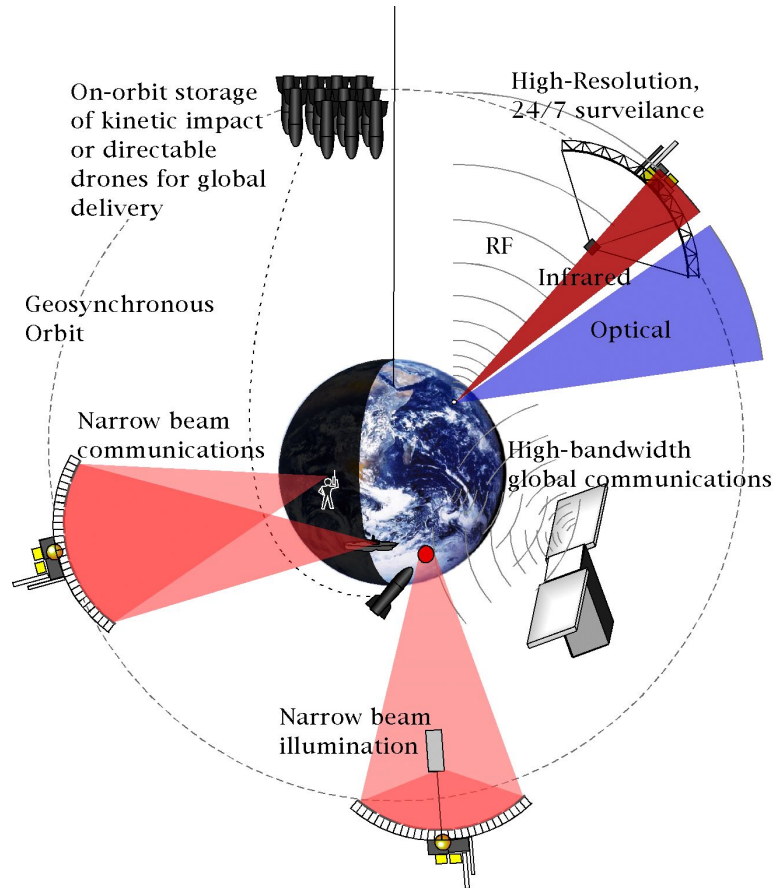 On-orbit storage
of kinetic impact
or directable
drones for global
delivery
High-Resolution,
24/7 surveilance
RF
Infrared
Optical
Geosynchronous
Orbit
Narrow beam
communications
High-bandwidth
global communications
Narrow beam
illumination